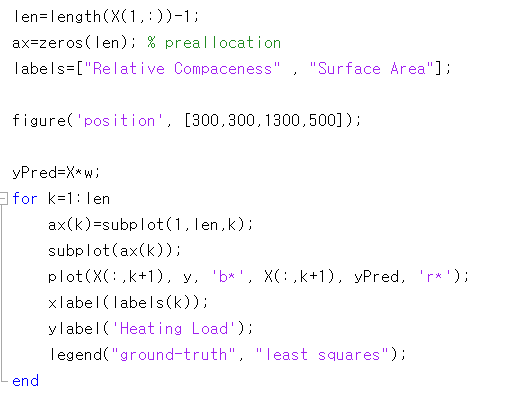 len=length(X(1,:))-1;
ax=zeros(len); % preallocation
labels=["Relative Compaceness" , "Surface Area"];
figure('position', [300,300,1300,500]);
yPred=X*w;
for k=1:len
ax(k)=subplot(1,len,k);
subplot(ax(k));
plot(X(:,k+1), y, 'b*', X(:,k+1), yPred, 'r*');
xlabel(labels(k));
ylabel('Heating Load');
legend("ground-truth", "least squares");
end